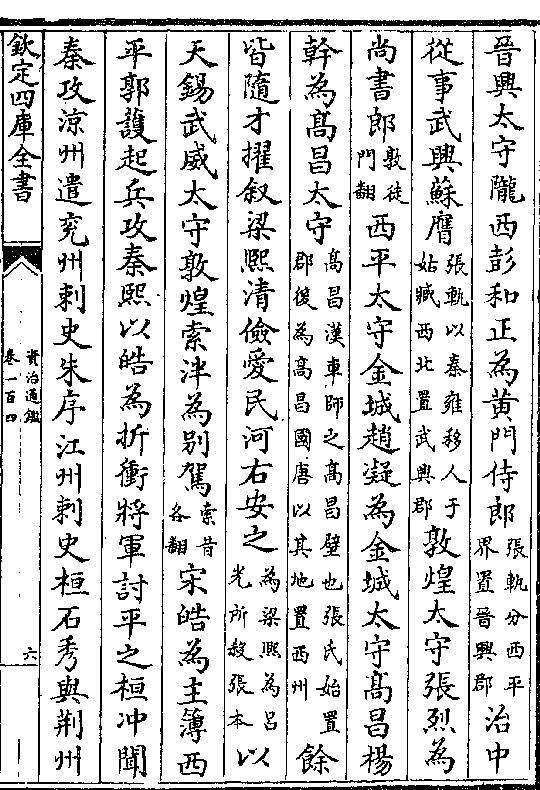 晉興太守隴西彭和正為黄門侍郎張軌分西平界置晉興郡治中
從事武興蘇膺張軌以秦雍移人于姑臧西北置武興郡敦煌太守張烈為
尚書郎敦徒門翻西平太守金城趙凝為金城太守髙昌楊
幹為髙昌太守髙昌漢車師之髙昌壁也張氏始置郡後為髙昌國唐以其地置西州餘
皆隨才擢叙梁熙清儉愛民河右安之為梁熙為吕光所殺張本以
天錫武威太守敦煌索泮為别駕索昔各翻宋皓為主簿西
平郭護起兵攻秦熙以皓為折衝將軍討平之桓冲聞
秦攻涼州遣兖州刺史朱序江州刺史桓石秀與荆州
欽定四庫全書
資治通鑑
卷一百四
六